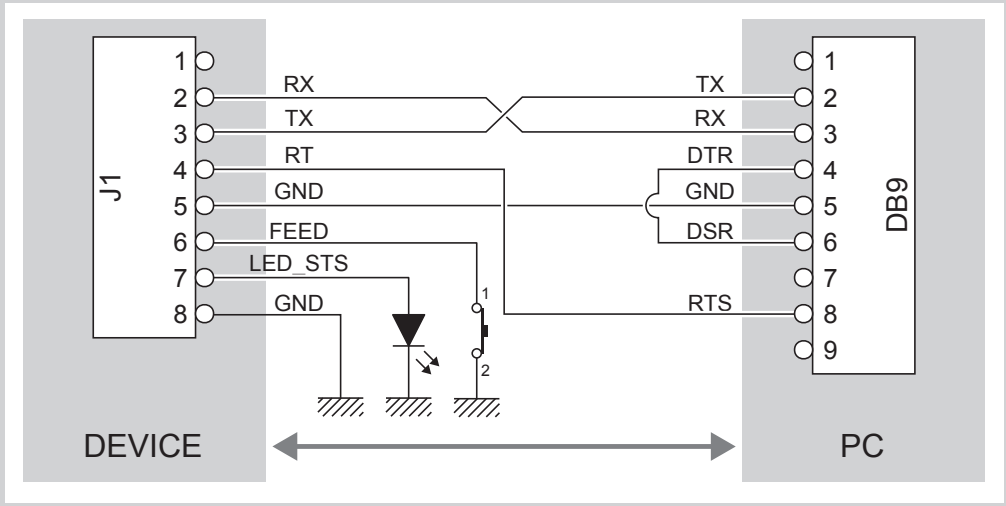 J1
1
2
3
4
5
6
7
8
RX
TX
RT
GND
FEED
LED_STS
GND
1
2
TX
RX
DTR
GND
DSR
RTS
1
2
3
4
5
6
7
8
9
DB9
DEVICE
PC